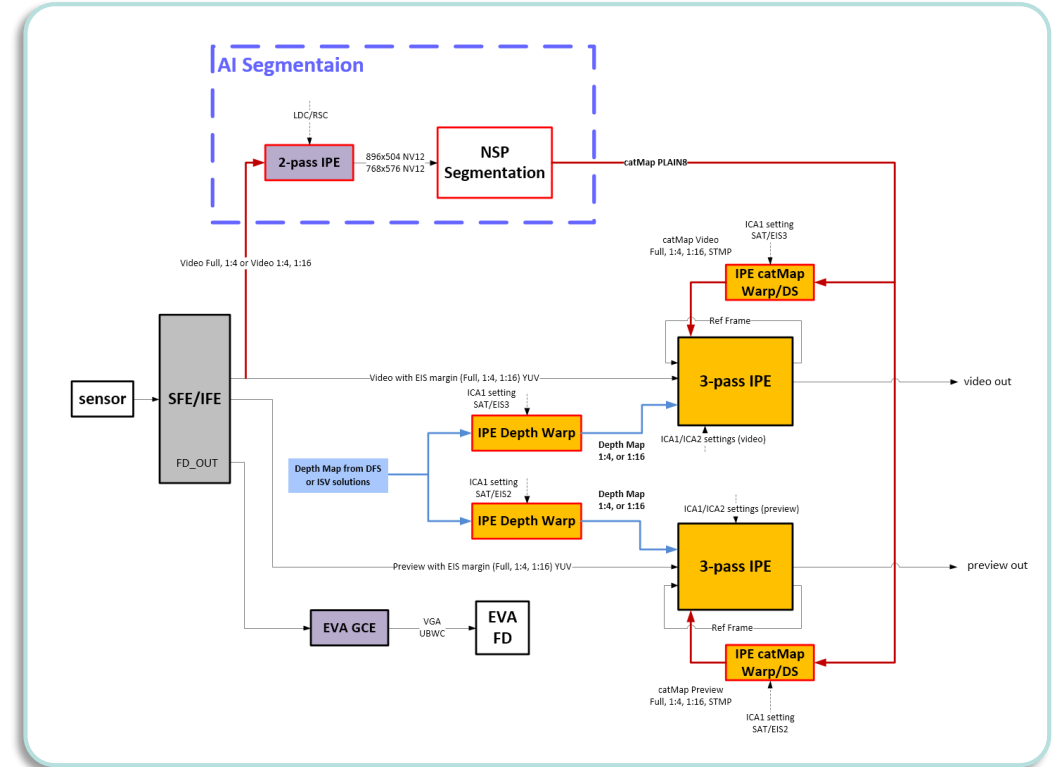 AI Segmentaion
LDC/RSC
2-pass IPE
896x504 NV12
768x576 NV12
NSP
Segmentation
catMap PLAIN8
Video Full, 1:4 or Video 1:4, 1:16
ICA1 setting
SAT/EIS3
catMap Video
Full, 1:4, 1:16, STMP
IPE catMap
Warp/DS
Ref Frame
sensor
SFE/IFE
FD_OUT
Video with EIS margin (Full, 1:4, 1:16) YUV
3-pass IPE
video out
ICA1 setting
SAT/EIS3
IPE Depth Warp
Depth Map
1:4, or 1:16
ICA1/ICA2 settings (video)
Depth Map from DFS
or ISV solutions
ICA1 setting
SAT/EIS2
IPE Depth Warp
Depth Map
1:4, or 1:16
ICA1/ICA2 settings (preview)
Preview with EIS margin (Full, 1:4, 1:16) YUV
3-pass IPE
preview out
EVA GCE
VGA
UBWC
EVA
FD
Ref Frame
IPE catMap
Warp/DS
catMap Preview
Full, 1:4, 1:16, STMP
ICA1 setting
SAT/EIS2